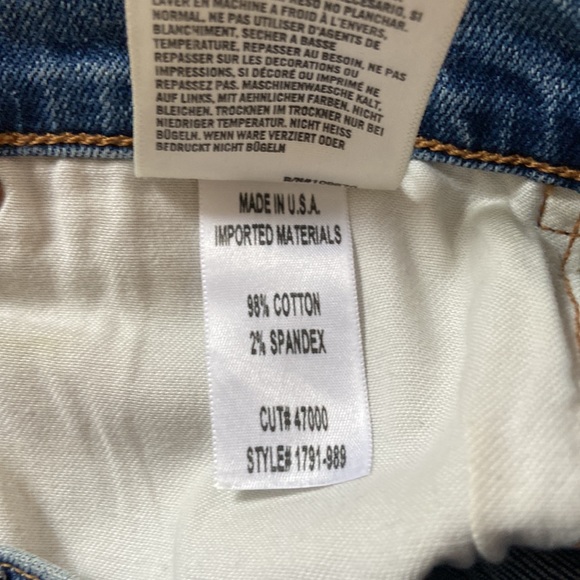 SI
LAVER EN MACHINE A FROID À L'ENVERS,
NORMAL, NE PAS UTILISER D'AGENTS DE
BLANCHIMENT. SECHER A BASSE
TEMPERATURE, REPASSER AU BESOIN. NE PAS
REPASSER SUR LES DECORATIONS OU
IMPRESSIONS, SI DÉCORÉ OU IMPRIMÉ NE
REPASSEZ PAS. MASCHINENWAESCHE KALT,
AUF LINKS, MIT AEHNLICHEN FARBEN. NICHT
BLEICHEN. TROCKNEN IM TROCKNER NUR BEI
NIEDRIGER TEMPERATUR. NICHT HEISS
BÜGELN. WENN WARE VERZIERT ODER
BEDRUCKT NICHT BÜGELN
MADE IN U.S.A.
IMPORTED MATERIALS
98% COTTON
2% SPANDEX
CUT# 47000
STYLE# 1791-989